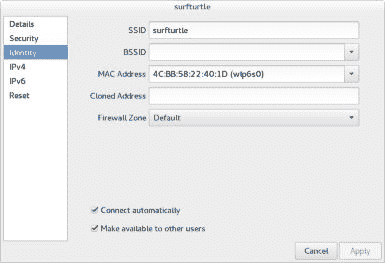 surfturtle
Details
Security
Identity
IPv4
IPv6
Reset
SSID surfturtle
BSSID
MAC Address 4C:BB:58:22:40:1D (wlp6s0)
Cloned Address
Firewall Zone Default
Connect automatically
Make available to other users
Cancel Apply